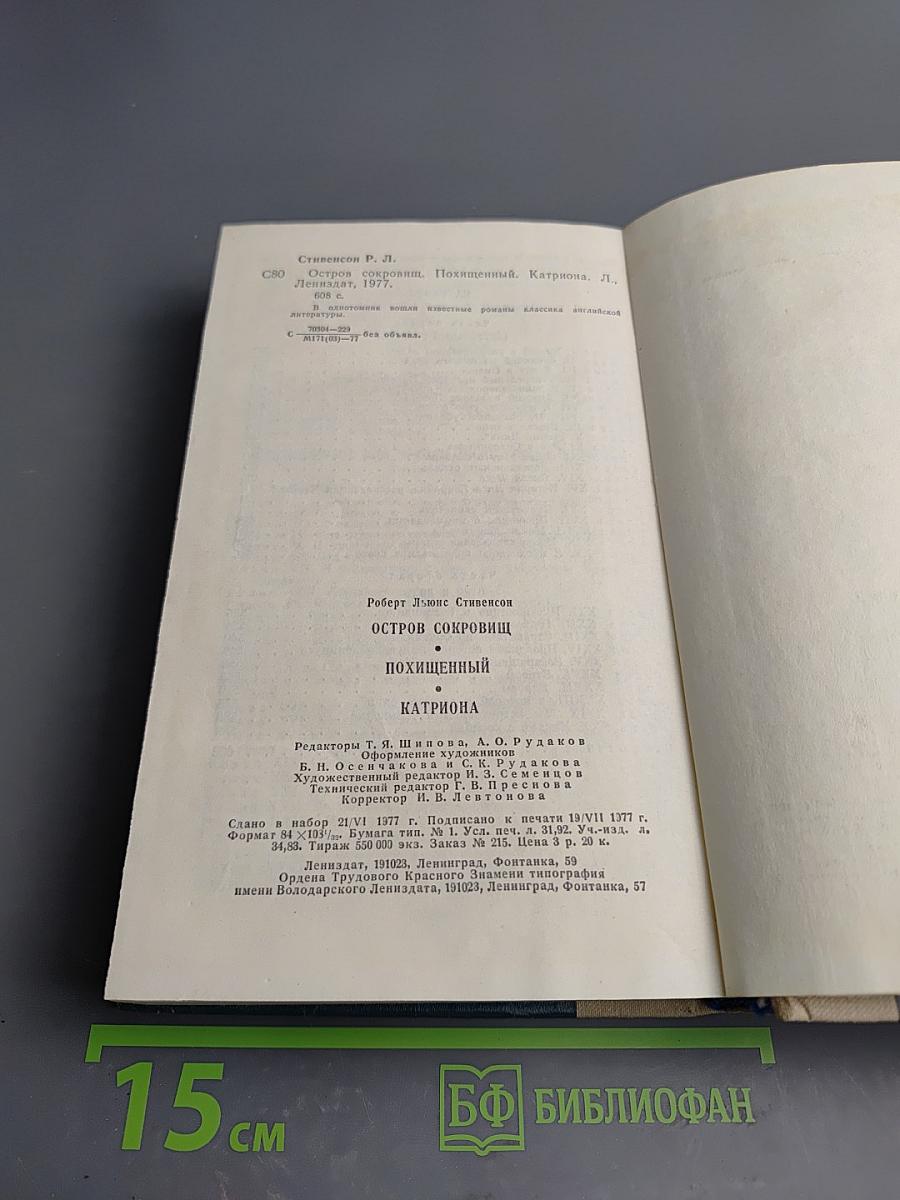 Стивенсон Р. Л.
С80 Остров сокровищ. Похищенный. Катриона. Л.,
Лениздат, 1977.
608 с.
В однотомник вошли известные романы классика английской
литературы.
С 70304—229
М171(03)—77 без объявл.
Роберт Льюис Стивенсон
ОСТРОВ СОКРОВИЩ
•
ПОХИЩЕННЫЙ
•
КАТРИОНА
Редакторы Т. Я. Шипова, А. О. Рудаков
Оформление художников
Б. Н. Осенчакова и С. К. Рудакова
Художественный редактор И. З. Семенцов
Технический редактор Г. В. Преснова
Корректор И. В. Левтонова
Сдано в набор 21/VI 1977 г. Подписано к печати 19/VII 1977 г.
Формат 84×103¹/₃₂. Бумага тип. № 1. Усл. печ. л. 31,92. Уч.-изд. л.
34,83. Тираж 550 000 экз. Заказ № 215. Цена 3 р. 20 к.
Лениздат, 191023, Ленинград, Фонтанка, 59
Ордена Трудового Красного Знамени типография
имени Володарского Лениздата, 191023, Ленинград, Фонтанка, 57
15 см
БФ БИБЛИОФАН